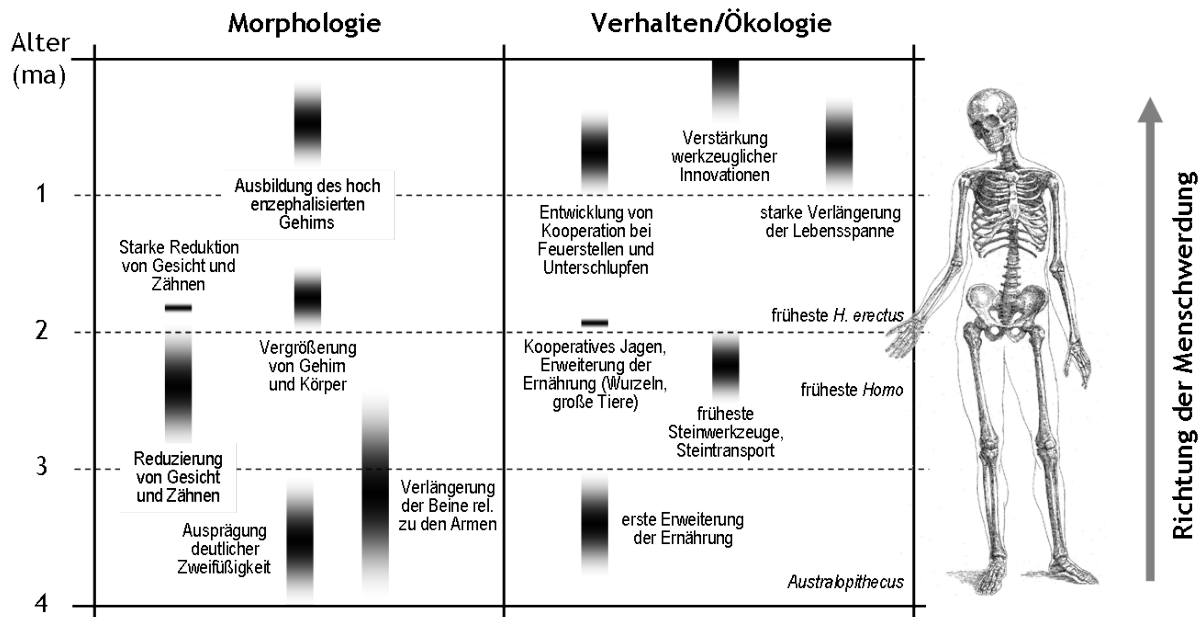 Morphologie
Verhalten/Ökologie
Alter
(ma)
1
2
3
4
Ausbildung des hoch
enzephalisierten
Gehirns
Starke Reduktion
von Gesicht und
Zähnen
Vergrößerung
von Gehirn
und Körper
Reduzierung
von Gesicht
und Zähnen
Verlängerung
der Beine rel.
zu den Armen
Ausprägung
deutlicher
Zweifüßigkeit
Verstärkung
werkzeuglicher
Innovationen
Entwicklung von
Kooperation bei
Feuerstellen und
Unterschlupfen
starke Verlängerung
der Lebensspanne
früheste H. erectus
Kooperatives Jagen,
Erweiterung der
Ernährung (Wurzeln,
große Tiere)
früheste Homo
früheste
Steinwerkzeuge,
Steintransport
erste Erweiterung
der Ernährung
Australopithecus
Richtung der Menschwerdung